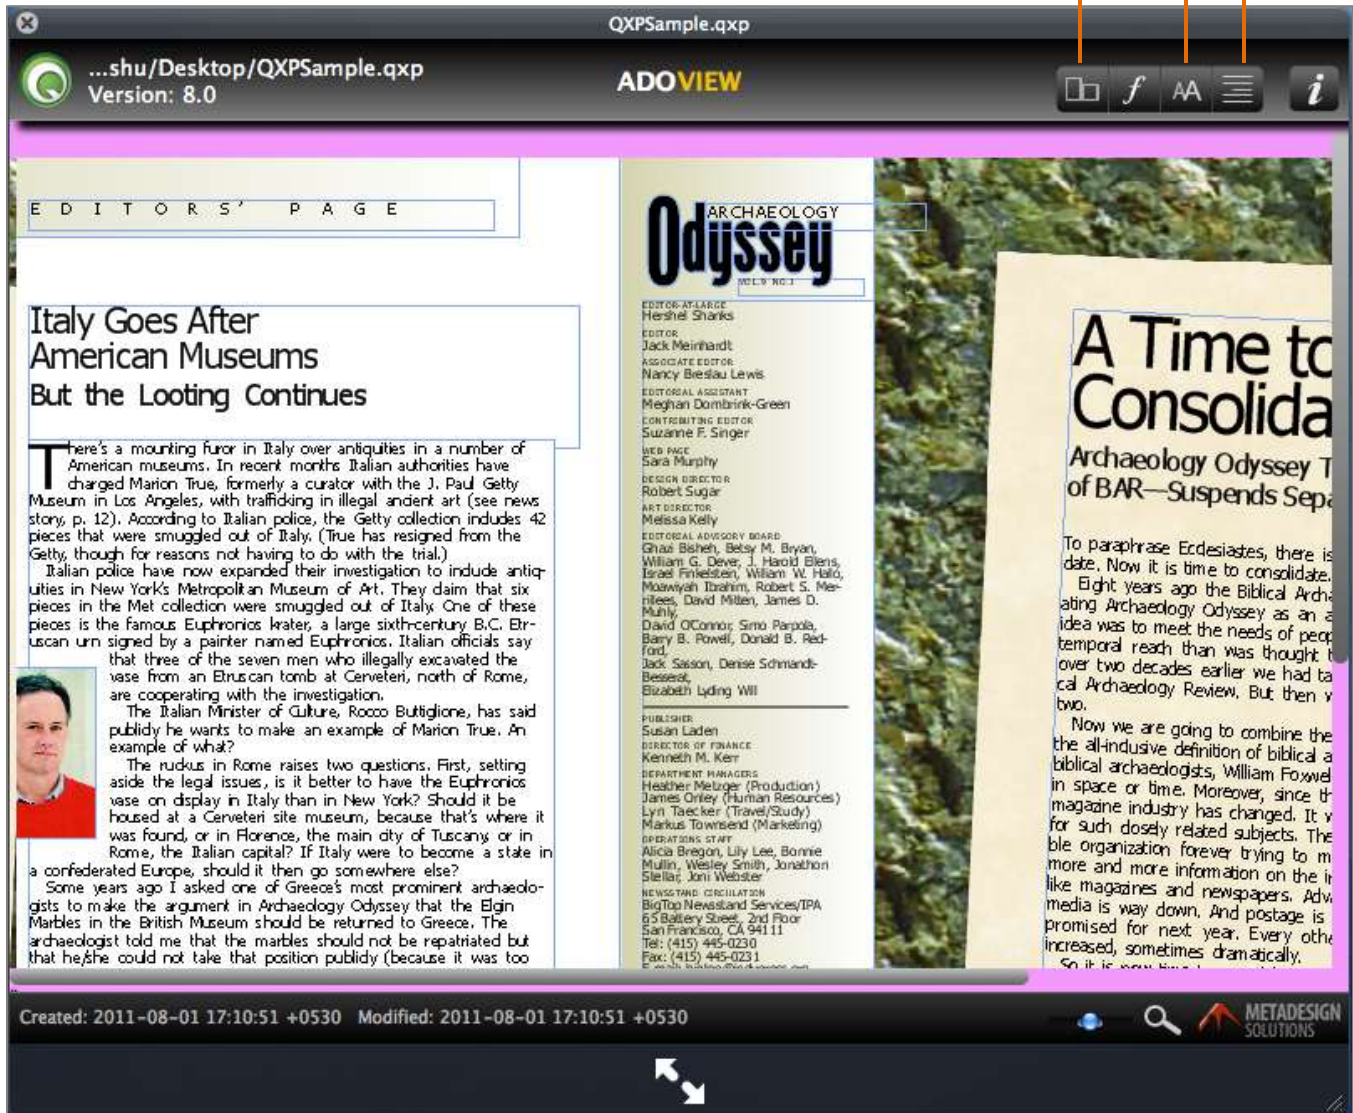 QXPSample.qxp
...shu/Desktop/QXPSample.qxp
Version: 8.0
ADOVIEW
f
AA
i
EDITORS' PAGE
Italy Goes After
American Museums
But the Looting Continues
There's a mounting furor in Italy over antiquities in a number of
American museums. In recent months Italian authorities have
charged Marion True, formerly a curator with the J. Paul Getty
Museum in Los Angeles, with trafficking in illegal ancient art (see news
story, p. 12). According to Italian police, the Getty collection includes 42
pieces that were smuggled out of Italy. (True has resigned from the
Getty, though for reasons not having to do with the trial.)
Italian police have now expanded their investigation to include antiq-
uities in New York's Metropolitan Museum of Art. They claim that six
pieces in the Met collection were smuggled out of Italy. One of these
pieces is the famous Euphronios krater, a large sixth-century B.C. Etr-
uscan urn signed by a painter named Euphronios. Italian officials say
that three of the seven men who illegally excavated the
vase from an Etruscan tomb at Cerveteri, north of Rome,
are cooperating with the investigation.
The Italian Minister of Culture, Rocco Buttiglione, has said
publicly he wants to make an example of Marion True. An
example of what?
The ruckus in Rome raises two questions. First, setting
aside the legal issues, is it better to have the Euphronios
vase on display in Italy than in New York? Should it be
housed at a Cerveteri site museum, because that's where it
was found, or in Florence, the main city of Tuscany, or in
Rome, the Italian capital? If Italy were to become a state in
a confederated Europe, should it then go somewhere else?
Some years ago I asked one of Greece's most prominent archaeolo-
gists to make the argument in Archaeology Odyssey that the Elgin
Marbles in the British Museum should be returned to Greece. The
archaeologist told me that the marbles should not be repatriated but
that he/she could not take that position publicly (because it was too
ARCHAEOLOGY
Odyssey
VOL.9 NO.1
EDITOR-AT-LARGE
Hershel Shanks
EDITOR
Jack Meinhardt
ASSOCIATE EDITOR
Nancy Breslau Lewis
EDITORIAL ASSISTANT
Meghan Dombrink-Green
CONTRIBUTING EDITOR
Suzanne F. Singer
WEB PAGE
Sara Murphy
DESIGN DIRECTOR
Robert Sugar
ART DIRECTOR
Melissa Kelly
EDITORIAL ADVISORY BOARD
Ghazi Bisheh, Betsy M. Bryan,
William G. Dever, J. Harold Ellens,
Israel Finkelstein, William W. Hallo,
Moawiyah Ibrahim, Robert S. Mer-
rillees, David Mitten, James D.
Muhly,
David O'Connor, Simo Parpola,
Barry B. Powell, Donald B. Red-
ford,
Jack Sasson, Denise Schmandt-
Besserat,
Elizabeth Lyding Will
PUBLISHER
Susan Laden
DIRECTOR OF FINANCE
Kenneth M. Kerr
DEPARTMENT MANAGERS
Heather Metzger (Production)
James Onley (Human Resources)
Lyn Taecker (Travel/Study)
Markus Townsend (Marketing)
OPERATIONS STAFF
Alicia Bregon, Lily Lee, Bonnie
Mullin, Wesley Smith, Jonathon
Stellar, Joni Webster
NEWSSTAND CIRCULATION
BigTop Newsstand Services/IPA
65 Battery Street, 2nd Floor
San Francisco, CA 94111
Tel: (415) 445-0230
Fax: (415) 445-0231
A Time to
Consolida
Archaeology Odyssey T
of BAR—Suspends Sepa
To paraphrase Ecclesiastes, there is
date. Now it is time to consolidate.
Eight years ago the Biblical Archa
ating Archaeology Odyssey as an a
idea was to meet the needs of peop
temporal reach than was thought t
over two decades earlier we had ta
cal Archaeology Review. But then w
two.
Now we are going to combine the
the all-inclusive definition of biblical a
biblical archaeologists, William Foxwel
in space or time. Moreover, since th
magazine industry has changed. It w
for such closely related subjects. The
ble organization forever trying to m
more and more information on the in
like magazines and newspapers. Adv
media is way down. And postage is
promised for next year. Every othe
increased, sometimes dramatically.
Created: 2011-08-01 17:10:51 +0530 Modified: 2011-08-01 17:10:51 +0530
METADESIGN
SOLUTIONS